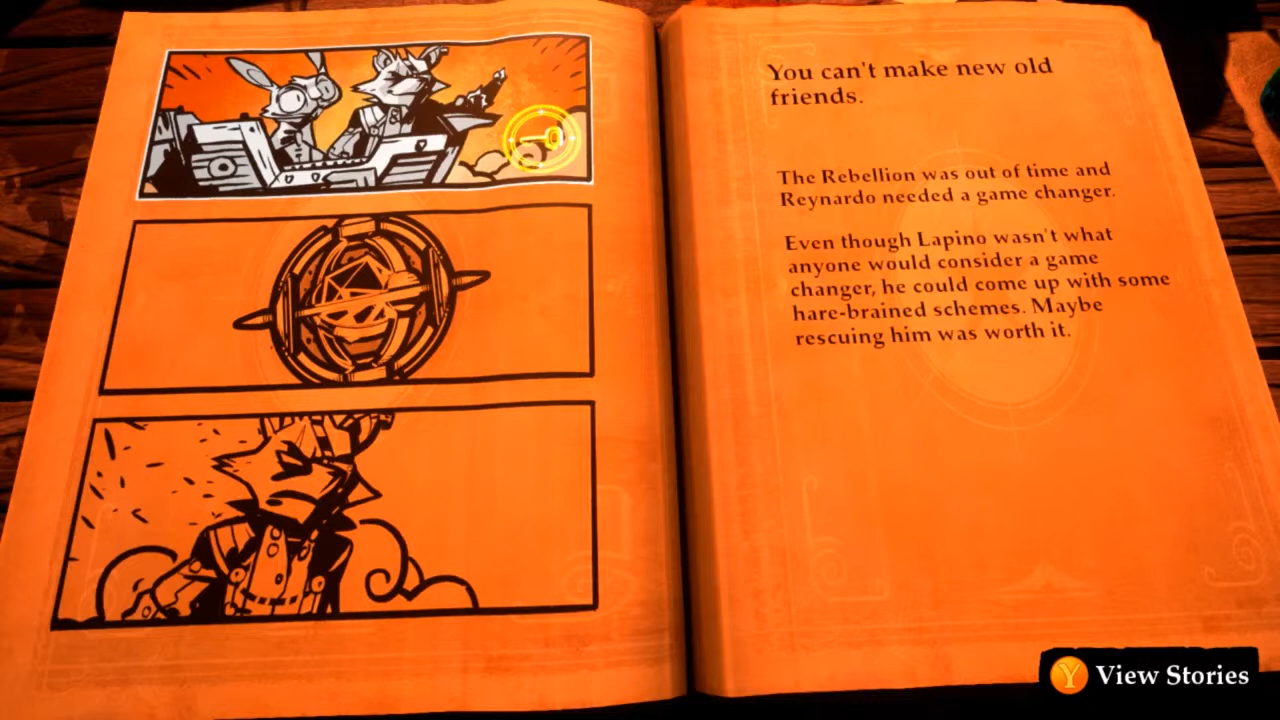 You can't make new old
friends.
The Rebellion was out of time and
Reynardo needed a game changer.
Even though Lapino wasn't what
anyone would consider a game
changer, he could come up with some
hare-brained schemes. Maybe
rescuing him was worth it.
Y View Stories